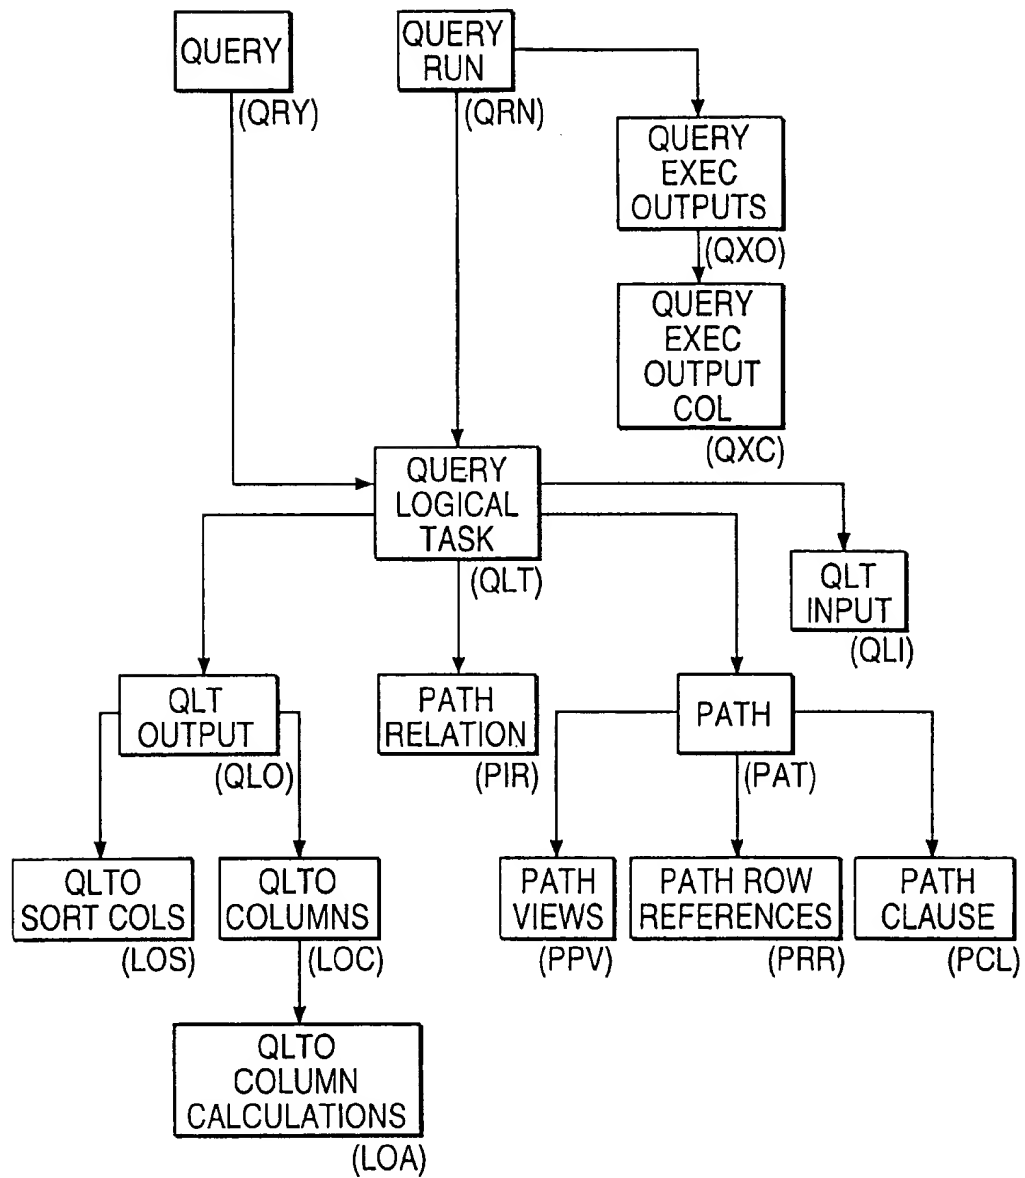 QUERY
(QRY)
QUERY
RUN
(QRN)
QUERY
EXEC
OUTPUTS
(QXO)
QUERY
EXEC
OUTPUT
COL
(QXC)
QUERY
LOGICAL
TASK
(QLT)
QLT
INPUT
(QLI)
QLT
OUTPUT
(QLO)
PATH
RELATION
(PIR)
PATH
(PAT)
QLTO
SORT COLS
(LOS)
QLTO
COLUMNS
(LOC)
PATH
VIEWS
(PPV)
PATH ROW
REFERENCES
(PRR)
PATH
CLAUSE
(PCL)
QLTO
COLUMN
CALCULATIONS
(LOA)